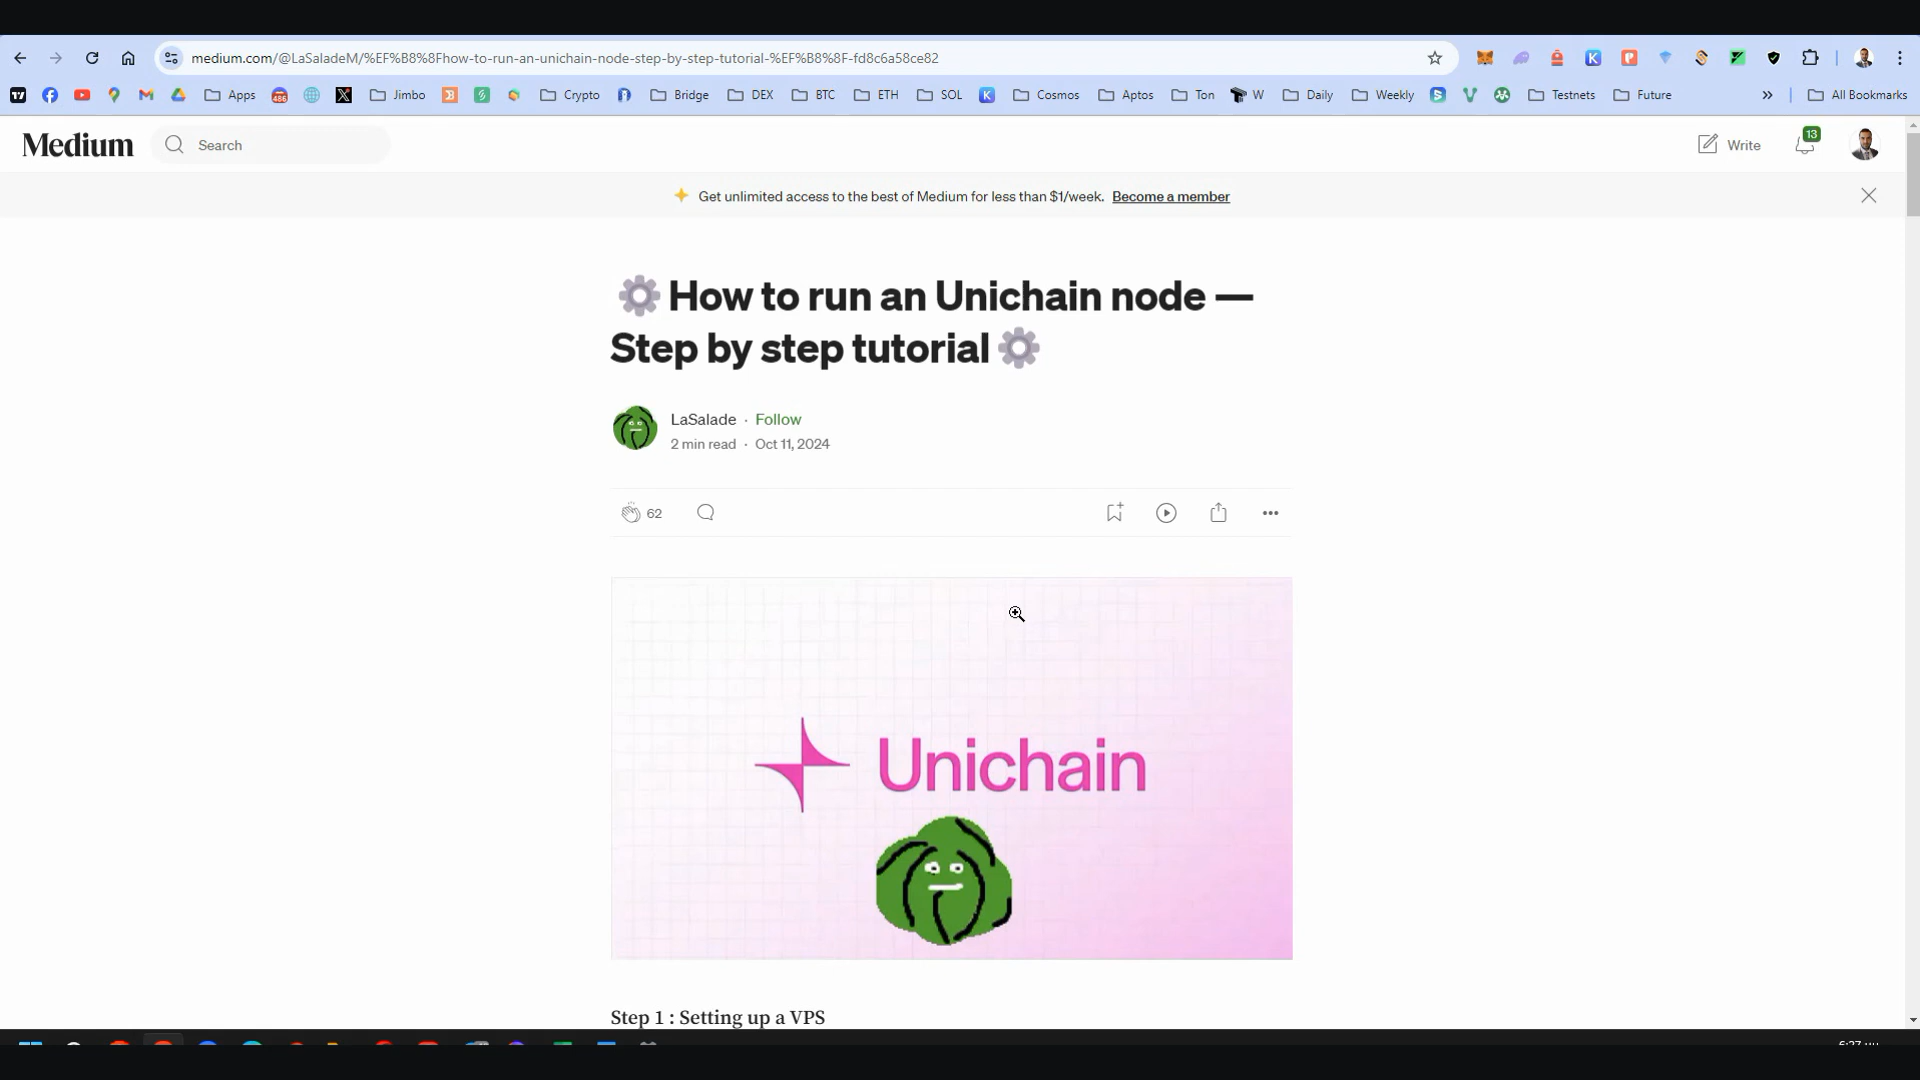 medium.com/@LaSaladeM/%EF%B8%8Fhow-to-run-an-unichain-node-step-by-step-tutorial-%EF%B8%8F-fd8c6a58ce82
Apps
486
Jimbo
Crypto
Bridge
DEX
BTC
ETH
SOL
Cosmos
Aptos
Ton
W
Daily
Weekly
Testnets
Future
»
All Bookmarks
Medium
Search
Write
13
Get unlimited access to the best of Medium for less than $1/week. Become a member
How to run an Unichain node —
Step by step tutorial
LaSalade · Follow
2 min read · Oct 11, 2024
62
Unichain
Step 1 : Setting up a VPS